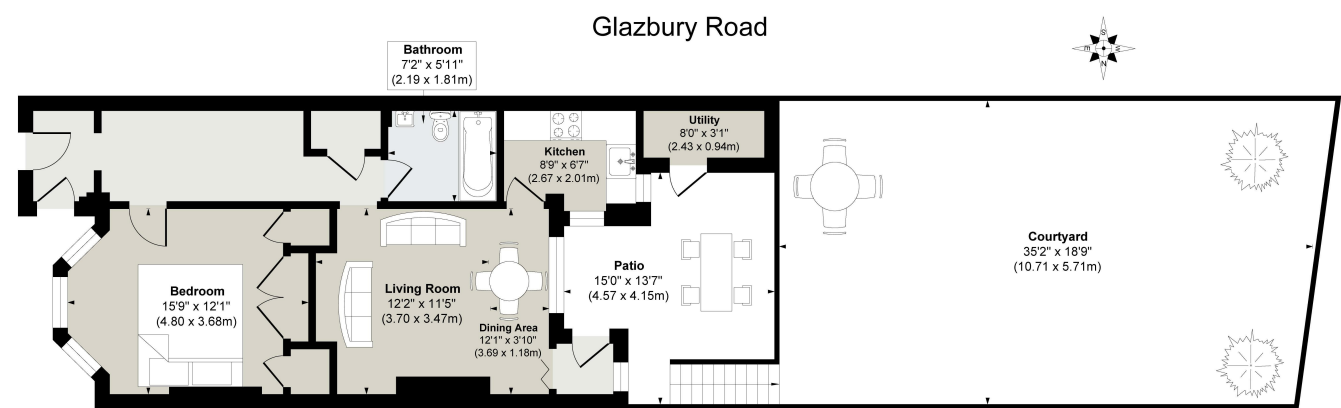 Glazbury Road
S
E
W
N
Bathroom
7'2" x 5'11"
(2.19 x 1.81m)
Utility
8'0" x 3'1"
(2.43 x 0.94m)
Kitchen
8'9" x 6'7"
(2.67 x 2.01m)
Courtyard
35'2" x 18'9"
(10.71 x 5.71m)
Patio
15'0" x 13'7"
(4.57 x 4.15m)
Bedroom
15'9" x 12'1"
(4.80 x 3.68m)
Living Room
12'2" x 11'5"
(3.70 x 3.47m)
Dining Area
12'1" x 3'10"
(3.69 x 1.18m)